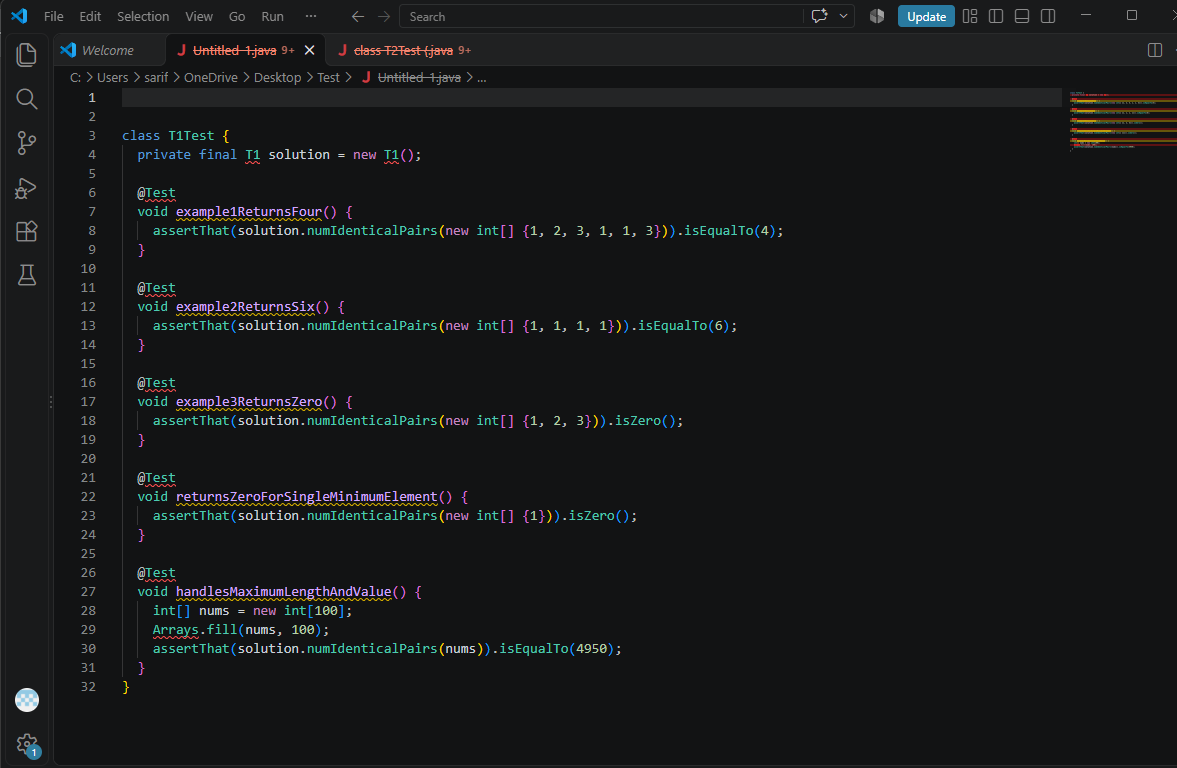 File Edit Selection View Go Run ··· Search Update
Welcome Untitled-1.java 9+ class T2Test {.java 9+
C: > Users > sarif > OneDrive > Desktop > Test > Untitled-1.java > ...
1
2
3 class T1Test {
4 private final T1 solution = new T1();
5
6 @Test
7 void example1ReturnsFour() {
8 assertThat(solution.numIdenticalPairs(new int[] {1, 2, 3, 1, 1, 3})).isEqualTo(4);
9 }
10
11 @Test
12 void example2ReturnsSix() {
13 assertThat(solution.numIdenticalPairs(new int[] {1, 1, 1, 1})).isEqualTo(6);
14 }
15
16 @Test
17 void example3ReturnsZero() {
18 assertThat(solution.numIdenticalPairs(new int[] {1, 2, 3})).isZero();
19 }
20
21 @Test
22 void returnsZeroForSingleMinimumElement() {
23 assertThat(solution.numIdenticalPairs(new int[] {1})).isZero();
24 }
25
26 @Test
27 void handlesMaximumLengthAndValue() {
28 int[] nums = new int[100];
29 Arrays.fill(nums, 100);
30 assertThat(solution.numIdenticalPairs(nums)).isEqualTo(4950);
31 }
32 }
1